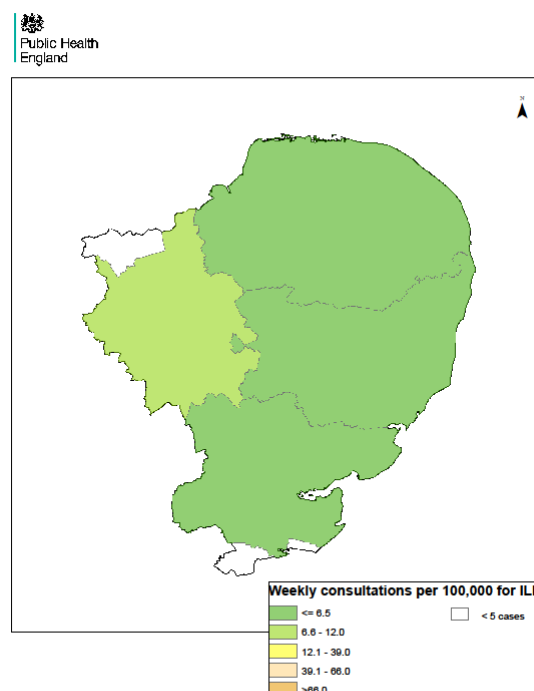 Public Health
England
N
Weekly consultations per 100,000 for ILI
<= 6.5
< 5 cases
6.6 - 12.0
12.1 - 39.0
39.1 - 66.0
>66.0